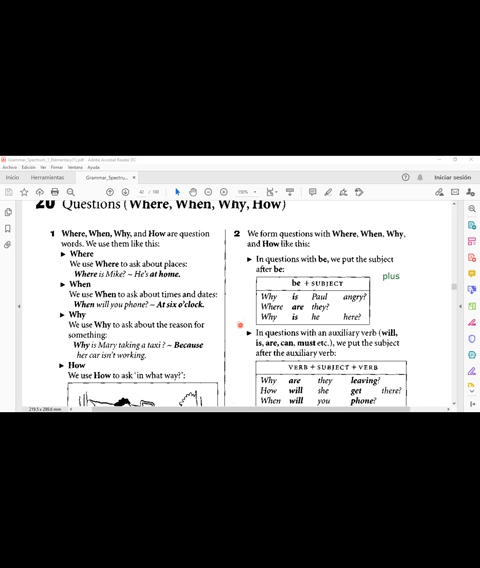 Grammar_Spectrum_1_Elementary(1).pdf - Adobe Acrobat Reader DC
Archivo Edición Ver Firmar Ventana Ayuda
Inicio Herramientas Grammar_Spectrum_... × Iniciar sesión
42 / 100 150%
20 Questions (Where, When, Why, How)
1 Where, When, Why, and How are question
words. We use them like this:
► Where
We use Where to ask about places:
Where is Mike? ~ He's at home.
► When
We use When to ask about times and dates:
When will you phone? ~ At six o'clock.
► Why
We use Why to ask about the reason for
something:
Why is Mary taking a taxi? ~ Because
her car isn't working.
► How
We use How to ask 'in what way?':
2 We form questions with Where, When, Why,
and How like this:
► In questions with be, we put the subject
after be:
plus
be + SUBJECT
Why is Paul angry?
Where are they?
Why is he here?
► In questions with an auxiliary verb (will,
is, are, can, must etc.), we put the subject
after the auxiliary verb:
VERB + SUBJECT + VERB
Why are they leaving?
How will she get there?
When will you phone?